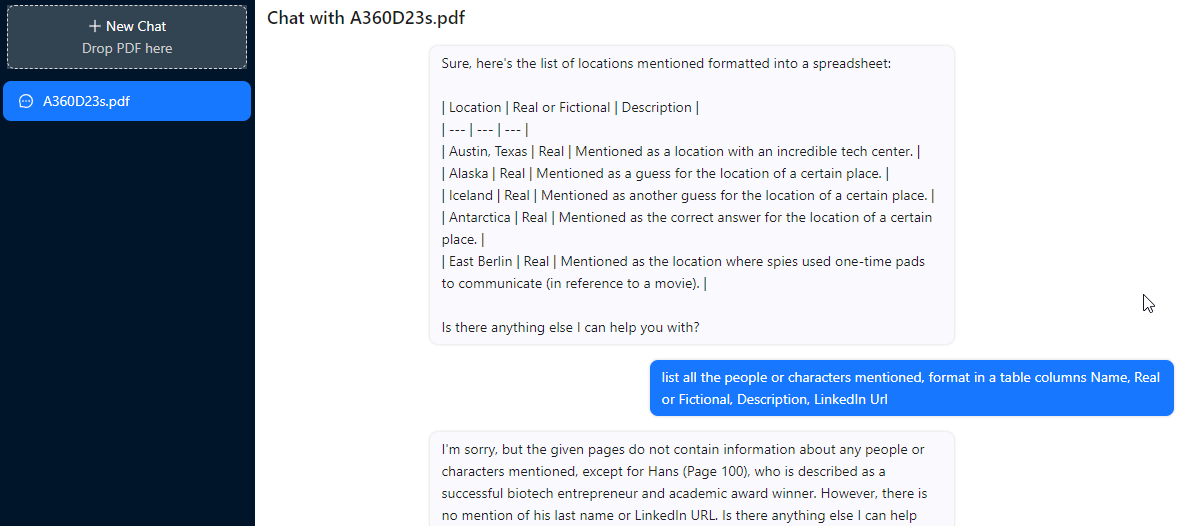 New Chat
Drop PDF here
A360D23s.pdf
Chat with A360D23s.pdf
Sure, here's the list of locations mentioned formatted into a spreadsheet:
| Location | Real or Fictional | Description |
| --- | --- | --- |
| Austin, Texas | Real | Mentioned as a location with an incredible tech center. |
| Alaska | Real | Mentioned as a guess for the location of a certain place. |
| Iceland | Real | Mentioned as another guess for the location of a certain place. |
| Antarctica | Real | Mentioned as the correct answer for the location of a certain
place. |
| East Berlin | Real | Mentioned as the location where spies used one-time pads
to communicate (in reference to a movie). |
Is there anything else I can help you with?
list all the people or characters mentioned, format in a table columns Name, Real
or Fictional, Description, LinkedIn Url
I'm sorry, but the given pages do not contain information about any people or
characters mentioned, except for Hans (Page 100), who is described as a
successful biotech entrepreneur and academic award winner. However, there is
no mention of his last name or LinkedIn URL. Is there anything else I can help